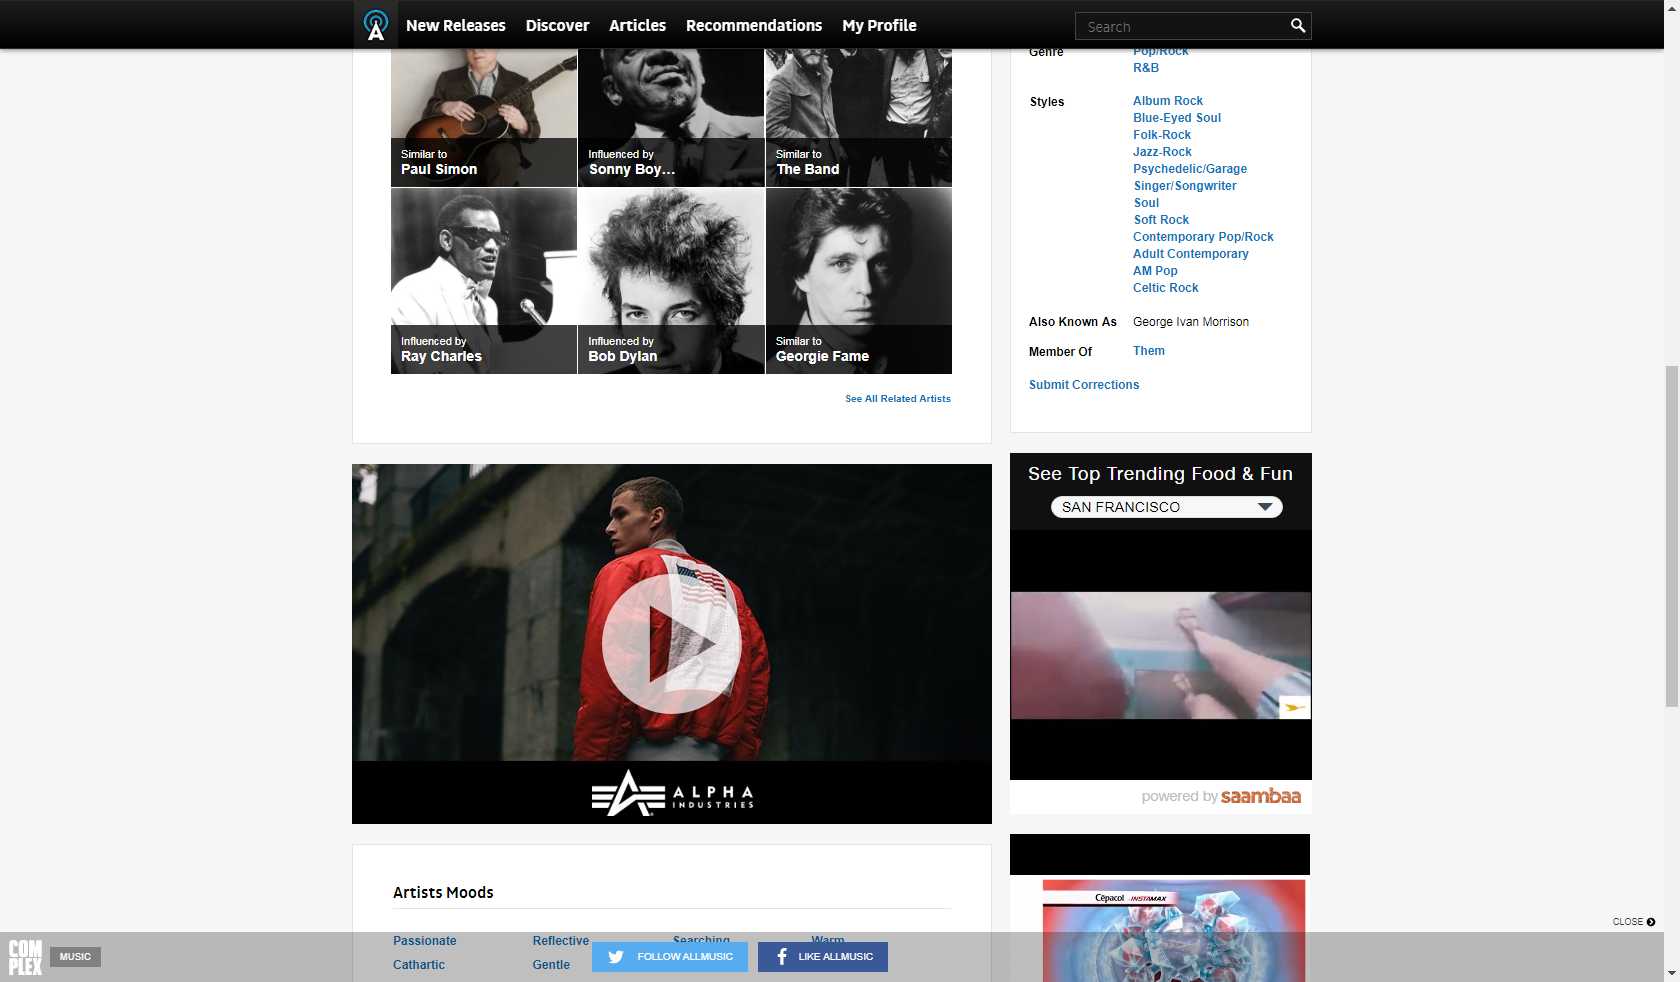 New Releases Discover Articles Recommendations My Profile Search
Genre Pop/Rock
R&B
Styles Album Rock
Blue-Eyed Soul
Folk-Rock
Jazz-Rock
Psychedelic/Garage
Singer/Songwriter
Soul
Soft Rock
Contemporary Pop/Rock
Adult Contemporary
AM Pop
Celtic Rock
Also Known As George Ivan Morrison
Member Of Them
Submit Corrections
Similar to
Paul Simon
Influenced by
Sonny Boy...
Similar to
The Band
Influenced by
Ray Charles
Influenced by
Bob Dylan
Similar to
Georgie Fame
See All Related Artists
ALPHA
INDUSTRIES
See Top Trending Food & Fun
SAN FRANCISCO
powered by saambaa
Artists Moods
Passionate Reflective Searching Warm
Cathartic Gentle
Cēpacol INSTAMAX
CLOSE
COMPLEX MUSIC
FOLLOW ALLMUSIC
LIKE ALLMUSIC